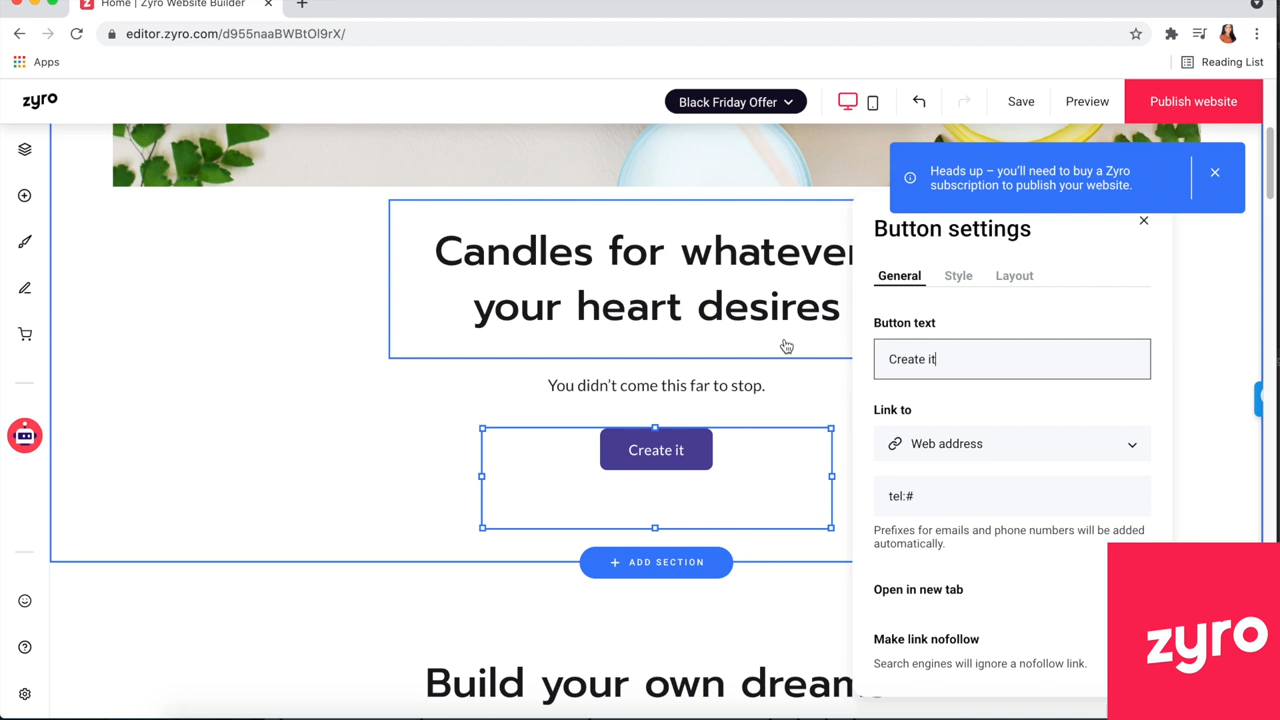 Home | Zyro Website Builder
editor.zyro.com/d955naaBWBtOl9rX/
Apps
Reading List
zyro
Black Friday Offer
Save
Preview
Publish website
Heads up – you'll need to buy a Zyro
subscription to publish your website.
Candles for whatever
your heart desires
You didn't come this far to stop.
Create it
ADD SECTION
Build your own dream
Button settings
General
Style
Layout
Button text
Create it
Link to
Web address
tel:#
Prefixes for emails and phone numbers will be added
automatically.
Open in new tab
Make link nofollow
Search engines will ignore a nofollow link.
zyro